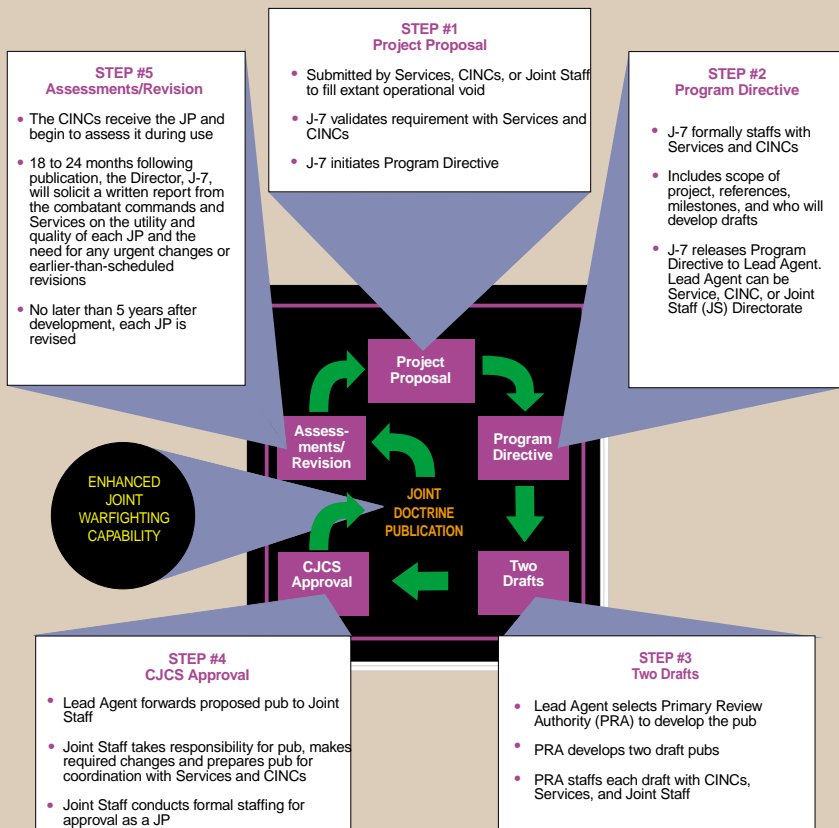 STEP #1
Project Proposal
• Submitted by Services, CINCs, or Joint Staff
to fill extant operational void
• J-7 validates requirement with Services and
CINCs
• J-7 initiates Program Directive
STEP #5
Assessments/Revision
• The CINCs receive the JP and
begin to assess it during use
• 18 to 24 months following
publication, the Director, J-7,
will solicit a written report from
the combatant commands and
Services on the utility and
quality of each JP and the
need for any urgent changes or
earlier-than-scheduled
revisions
• No later than 5 years after
development, each JP is
revised
STEP #2
Program Directive
• J-7 formally staffs with
Services and CINCs
• Includes scope of
project, references,
milestones, and who will
develop drafts
• J-7 releases Program
Directive to Lead Agent.
Lead Agent can be
Service, CINC, or Joint
Staff (JS) Directorate
Project
Proposal
Assess-
ments/
Revision
Program
Directive
ENHANCED
JOINT
WARFIGHTING
CAPABILITY
JOINT
DOCTRINE
PUBLICATION
CJCS
Approval
Two
Drafts
STEP #4
CJCS Approval
• Lead Agent forwards proposed pub to Joint
Staff
• Joint Staff takes responsibility for pub, makes
required changes and prepares pub for
coordination with Services and CINCs
• Joint Staff conducts formal staffing for
approval as a JP
STEP #3
Two Drafts
• Lead Agent selects Primary Review
Authority (PRA) to develop the pub
• PRA develops two draft pubs
• PRA staffs each draft with CINCs,
Services, and Joint Staff